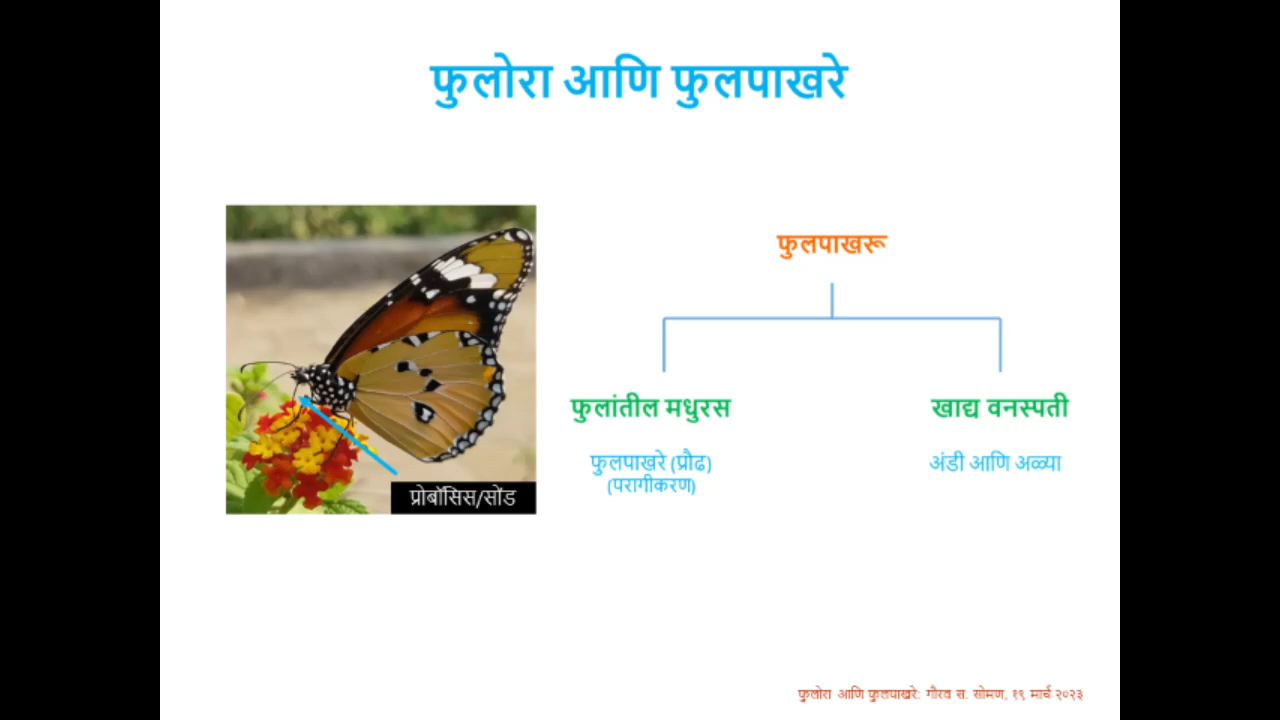 फुलोरा आणि फुलपाखरे
फुलपाखरू
फुलांतील मधुरस
खाद्य वनस्पती
फुलपाखरे (प्रौढ)
(परागीकरण)
अंडी आणि अळ्या
प्रोबॉसिस/सोंड
फुलोरा आणि फुलपाखरे: गौरव स. सोमण, १९ मार्च २०२३